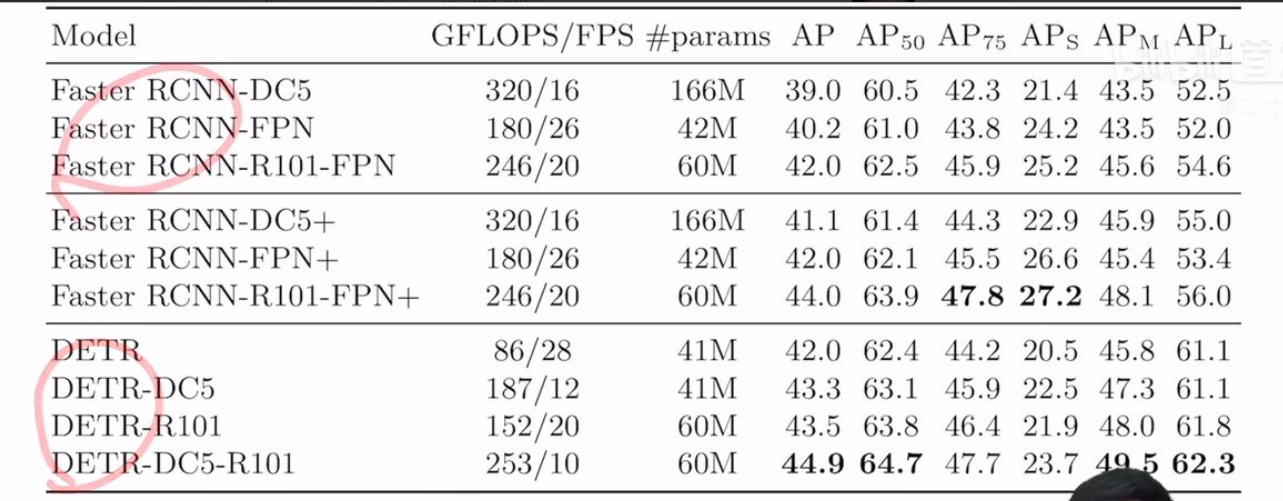 Model GFLOPS/FPS #params AP AP50 AP75 APS APM APL
Faster RCNN-DC5 320/16 166M 39.0 60.5 42.3 21.4 43.5 52.5
Faster RCNN-FPN 180/26 42M 40.2 61.0 43.8 24.2 43.5 52.0
Faster RCNN-R101-FPN 246/20 60M 42.0 62.5 45.9 25.2 45.6 54.6
Faster RCNN-DC5+ 320/16 166M 41.1 61.4 44.3 22.9 45.9 55.0
Faster RCNN-FPN+ 180/26 42M 42.0 62.1 45.5 26.6 45.4 53.4
Faster RCNN-R101-FPN+ 246/20 60M 44.0 63.9 47.8 27.2 48.1 56.0
DETR 86/28 41M 42.0 62.4 44.2 20.5 45.8 61.1
DETR-DC5 187/12 41M 43.3 63.1 45.9 22.5 47.3 61.1
DETR-R101 152/20 60M 43.5 63.8 46.4 21.9 48.0 61.8
DETR-DC5-R101 253/10 60M 44.9 64.7 47.7 23.7 49.5 62.3